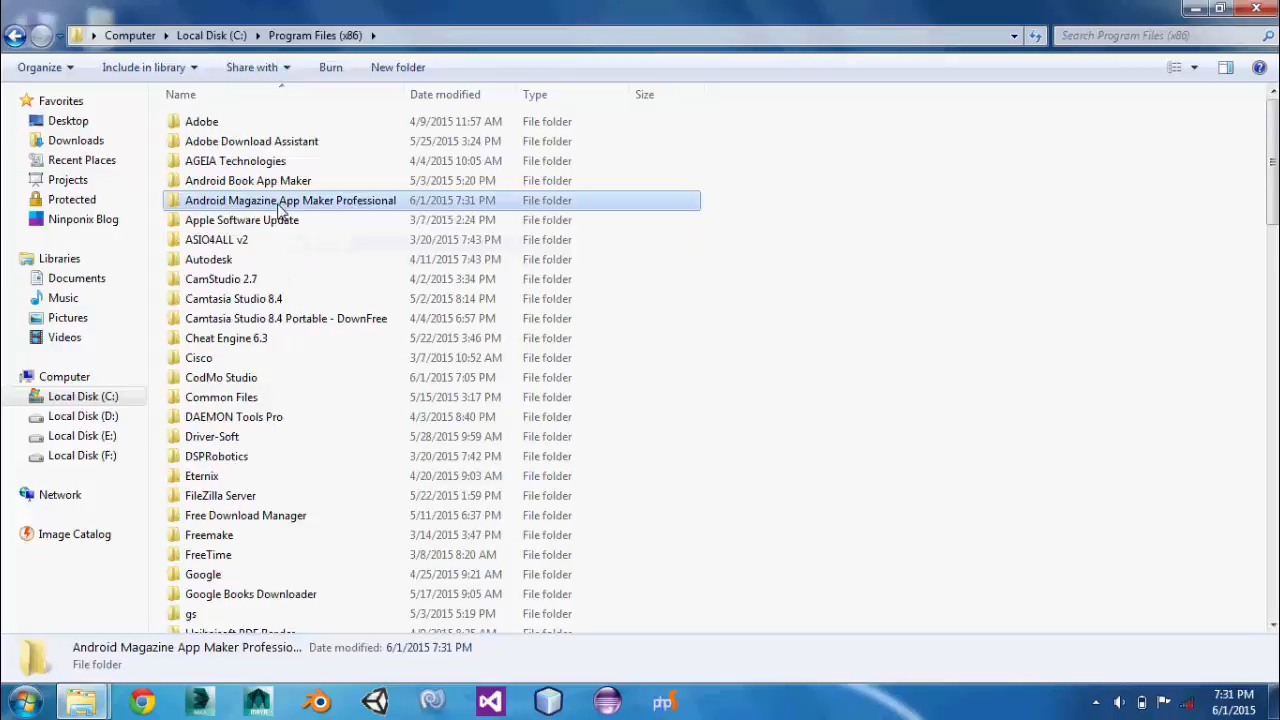 Computer Local Disk (C:) Program Files (x86) Search Program Files (x86)
Organize Include in library Share with Burn New folder
Name Date modified Type Size
Favorites
Desktop
Downloads
Recent Places
Projects
Protected
Ninponix Blog
Libraries
Documents
Music
Pictures
Videos
Computer
Local Disk (C:)
Local Disk (D:)
Local Disk (E:)
Local Disk (F:)
Network
Image Catalog
Adobe 4/9/2015 11:57 AM File folder
Adobe Download Assistant 5/25/2015 3:24 PM File folder
AGEIA Technologies 4/4/2015 10:05 AM File folder
Android Book App Maker 5/3/2015 5:20 PM File folder
Android Magazine App Maker Professional 6/1/2015 7:31 PM File folder
Apple Software Update 3/7/2015 2:24 PM File folder
ASIO4ALL v2 3/20/2015 7:43 PM File folder
Autodesk 4/11/2015 7:43 PM File folder
CamStudio 2.7 4/2/2015 3:34 PM File folder
Camtasia Studio 8.4 5/2/2015 8:14 PM File folder
Camtasia Studio 8.4 Portable - DownFree 4/4/2015 6:57 PM File folder
Cheat Engine 6.3 5/22/2015 3:46 PM File folder
Cisco 3/7/2015 10:52 AM File folder
CodMo Studio 6/1/2015 7:05 PM File folder
Common Files 5/15/2015 3:17 PM File folder
DAEMON Tools Pro 4/3/2015 8:40 PM File folder
Driver-Soft 5/28/2015 9:59 AM File folder
DSPRobotics 3/20/2015 7:42 PM File folder
Eternix 4/20/2015 9:03 AM File folder
FileZilla Server 5/22/2015 1:59 PM File folder
Free Download Manager 5/11/2015 6:37 PM File folder
Freemake 3/14/2015 3:47 PM File folder
FreeTime 3/8/2015 8:20 AM File folder
Google 4/25/2015 9:21 AM File folder
Google Books Downloader 5/17/2015 9:05 AM File folder
gs 5/3/2015 5:19 PM File folder
Android Magazine App Maker Professio... Date modified: 6/1/2015 7:31 PM
File folder
php
7:31 PM
6/1/2015